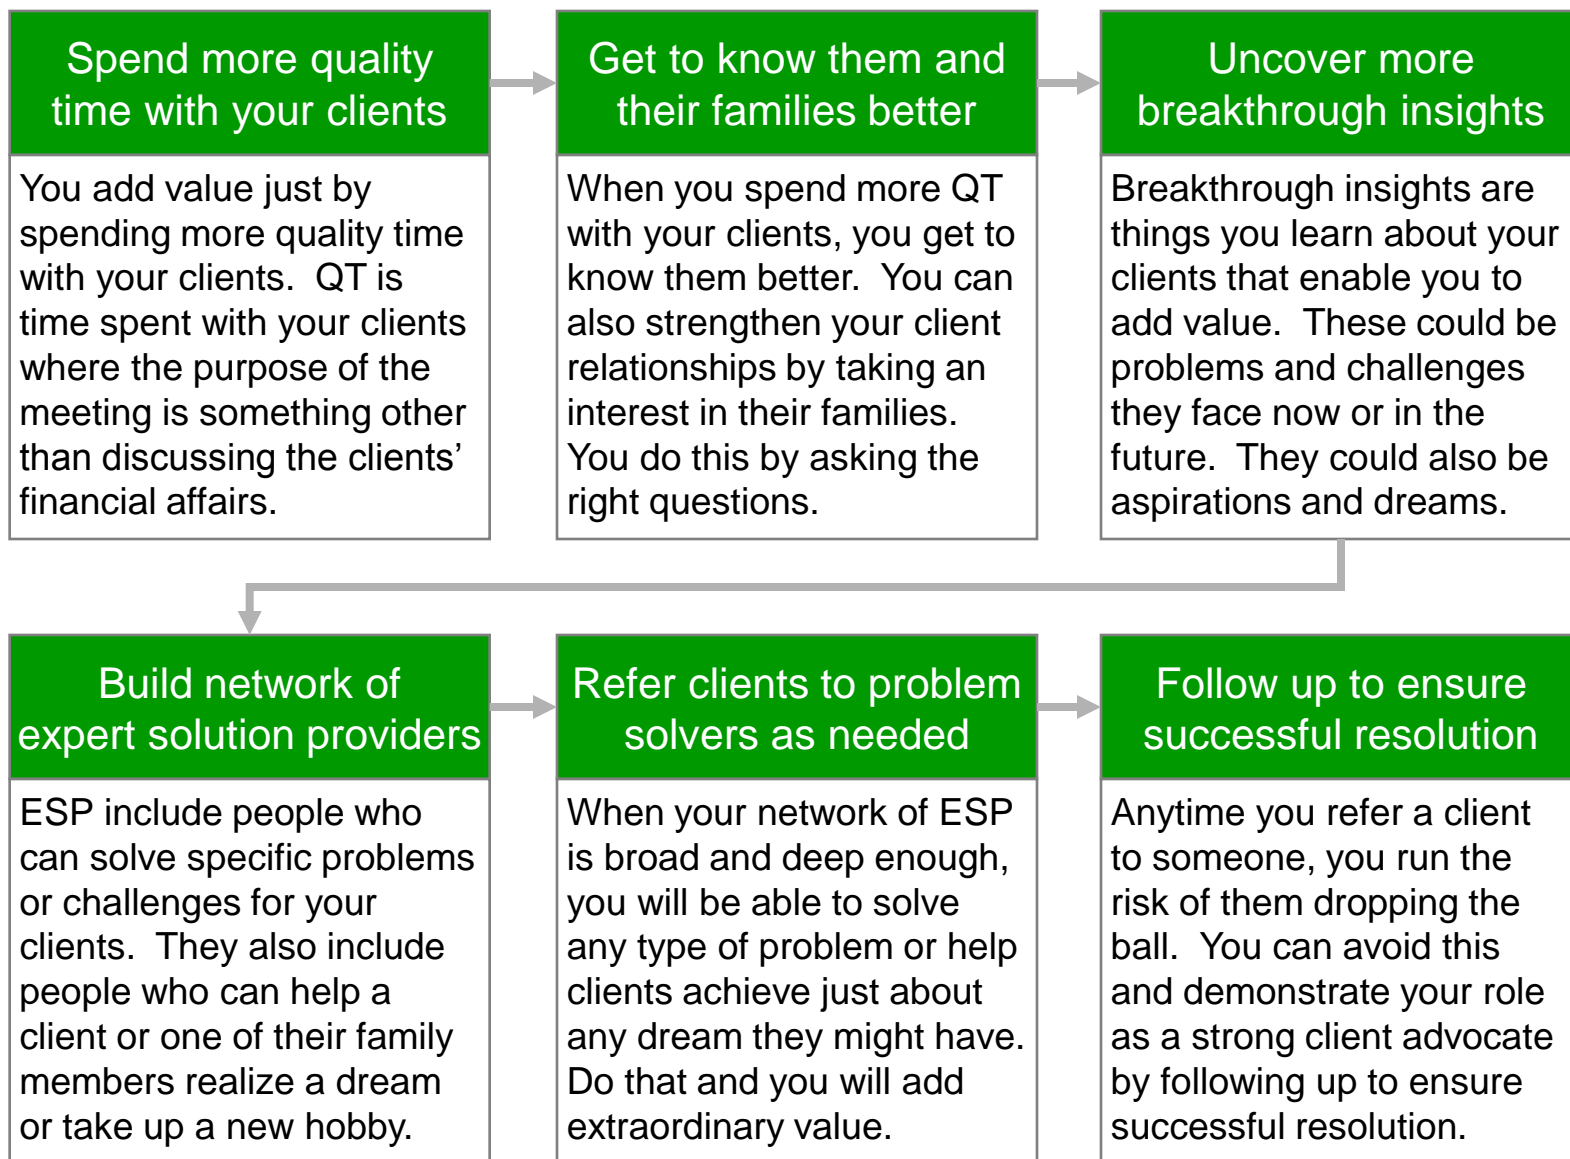 Spend more quality
time with your clients
You add value just by
spending more quality time
with your clients.  QT is
time spent with your clients
where the purpose of the
meeting is something other
than discussing the clients’
financial affairs.
Get to know them and
their families better
When you spend more QT
with your clients, you get to
know them better.  You can
also strengthen your client
relationships by taking an
interest in their families.
You do this by asking the
right questions.
Uncover more
breakthrough insights
Breakthrough insights are
things you learn about your
clients that enable you to
add value.  These could be
problems and challenges
they face now or in the
future.  They could also be
aspirations and dreams.
Build network of
expert solution providers
ESP include people who
can solve specific problems
or challenges for your
clients.  They also include
people who can help a
client or one of their family
members realize a dream
or take up a new hobby.
Refer clients to problem
solvers as needed
When your network of ESP
is broad and deep enough,
you will be able to solve
any type of problem or help
clients achieve just about
any dream they might have.
Do that and you will add
extraordinary value.
Follow up to ensure
successful resolution
Anytime you refer a client
to someone, you run the
risk of them dropping the
ball.  You can avoid this
and demonstrate your role
as a strong client advocate
by following up to ensure
successful resolution.